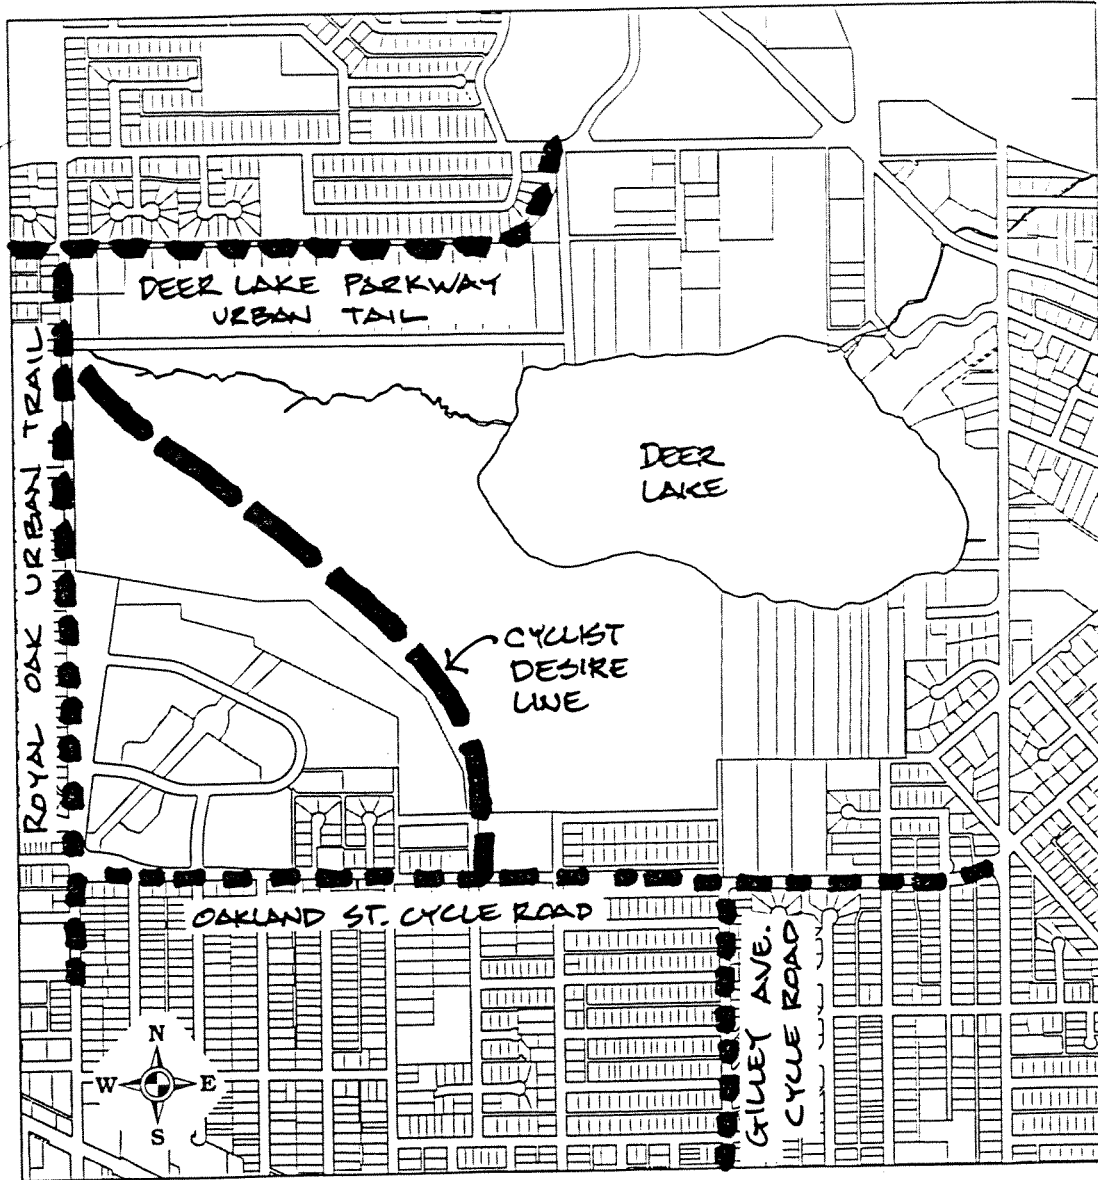 DEER LAKE PARKWAY
URBAN TAIL
ROYAL OAK URBAN TRAIL
DEER
LAKE
CYCLIST
DESIRE
LINE
OAKLAND ST. CYCLE ROAD
GILLEY AVE.
CYCLE ROAD
N
W E
S